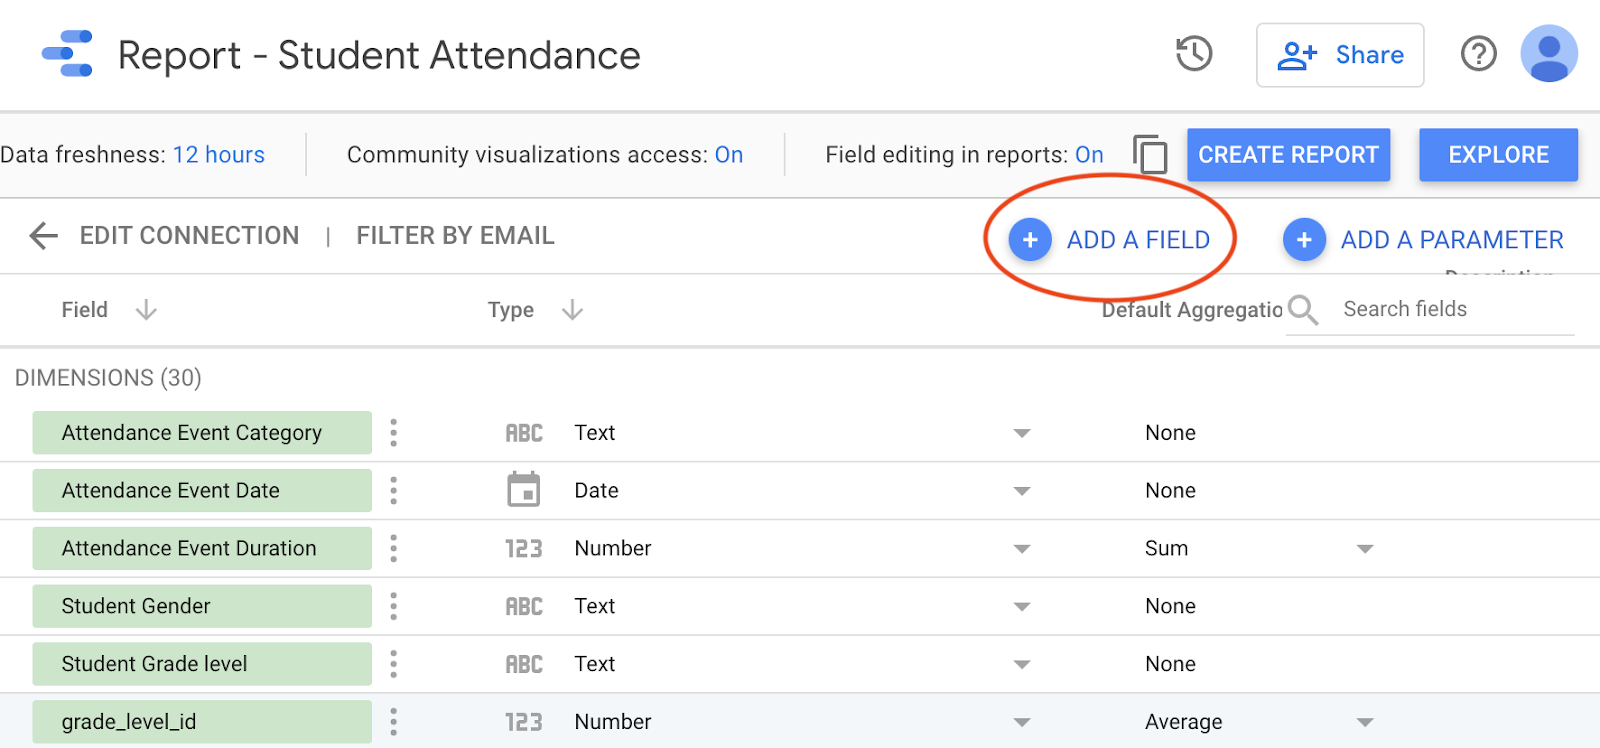 Report - Student Attendance
Share
Data freshness: 12 hours
Community visualizations access: On
Field editing in reports: On
CREATE REPORT
EXPLORE
EDIT CONNECTION | FILTER BY EMAIL
+ ADD A FIELD
+ ADD A PARAMETER
Description
Field
Type
Default Aggregatio
Search fields
DIMENSIONS (30)
Attendance Event Category ABC Text None
Attendance Event Date Date None
Attendance Event Duration 123 Number Sum
Student Gender ABC Text None
Student Grade level ABC Text None
grade_level_id 123 Number Average